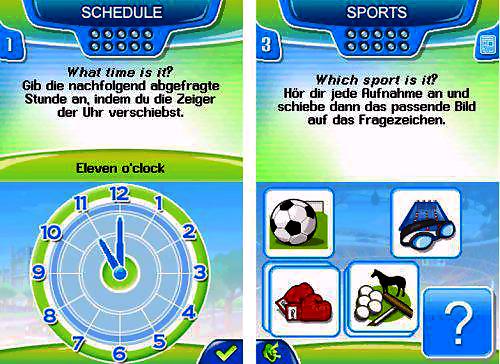 SCHEDULE
1
What time is it?
Gib die nachfolgend abgefragte
Stunde an, indem du die Zeiger
der Uhr verschiebst.
Eleven o'clock
12
11
1
10
2
9
3
8
4
7
5
6
SPORTS
3
Which sport is it?
Hör dir jede Aufnahme an und
schiebe dann das passende Bild
auf das Fragezeichen.
?